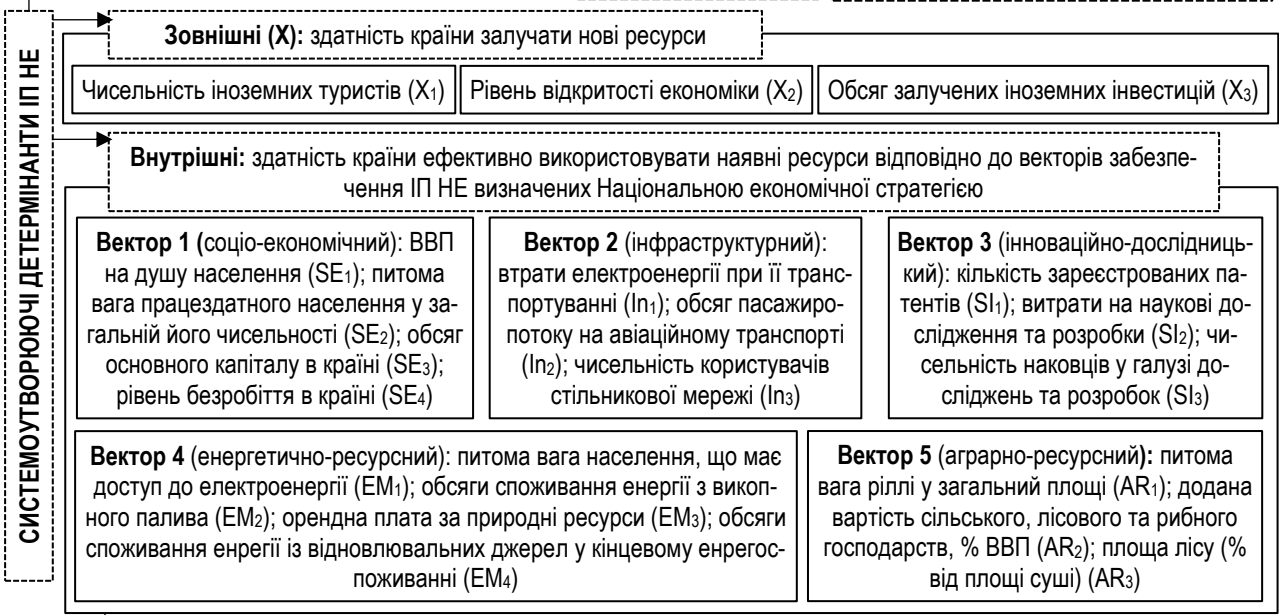 СИСТЕМОУТВОРЮЮЧІ ДЕТЕРМІНАНТИ ІП НЕ
Зовнішні (X): здатність країни залучати нові ресурси
Чисельність іноземних туристів (X₁)
Рівень відкритості економіки (X₂)
Обсяг залучених іноземних інвестицій (X₃)
Внутрішні: здатність країни ефективно використовувати наявні ресурси відповідно до векторів забезпе-
чення ІП НЕ визначених Національною економічної стратегією
Вектор 1 (соціо-економічний): ВВП
на душу населення (SE₁); питома
вага працездатного населення у за-
гальній його чисельності (SE₂); обсяг
основного капіталу в країні (SE₃);
рівень безробіття в країні (SE₄)
Вектор 2 (інфраструктурний):
втрати електроенергії при її транс-
портуванні (In₁); обсяг пасажиро-
потоку на авіаційному транспорті
(In₂); чисельність користувачів
стільникової мережі (In₃)
Вектор 3 (інноваційно-дослідниць-
кий): кількість зареєстрованих па-
тентів (SI₁); витрати на наукові до-
слідження та розробки (SI₂); чи-
сельність наковців у галузі до-
сліджень та розробок (SI₃)
Вектор 4 (енергетично-ресурсний): питома вага населення, що має
доступ до електроенергії (EM₁); обсяги споживання енергії з викоп-
ного палива (EM₂); орендна плата за природні ресурси (EM₃); обсяги
споживання енрегії із відновлювальних джерел у кінцевому енрегос-
поживанні (EM₄)
Вектор 5 (аграрно-ресурсний): питома
вага ріллі у загальний площі (AR₁); додана
вартість сільського, лісового та рибного
господарств, % ВВП (AR₂); площа лісу (%
від площі суші) (AR₃)